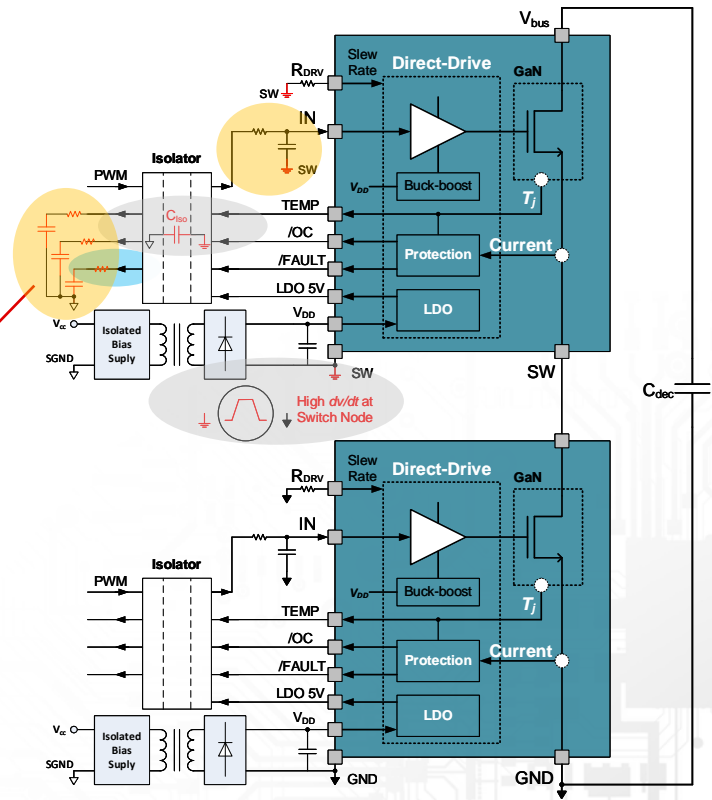 Vbus
Slew
Rate
Direct-Drive
GaN
RDRV
SW
IN
SW
Isolator
PWM
VDD
Buck-boost
Tj
TEMP
CIso
/OC
Protection
Current
/FAULT
LDO 5V
LDO
Vcc
Isolated
Bias
Suply
VDD
SGND
SW
SW
Cdec
High dv/dt at
Switch Node
Slew
Rate
Direct-Drive
GaN
RDRV
IN
Isolator
PWM
VDD
Buck-boost
Tj
TEMP
/OC
Protection
Current
/FAULT
LDO 5V
LDO
Vcc
Isolated
Bias
Suply
VDD
SGND
GND
GND